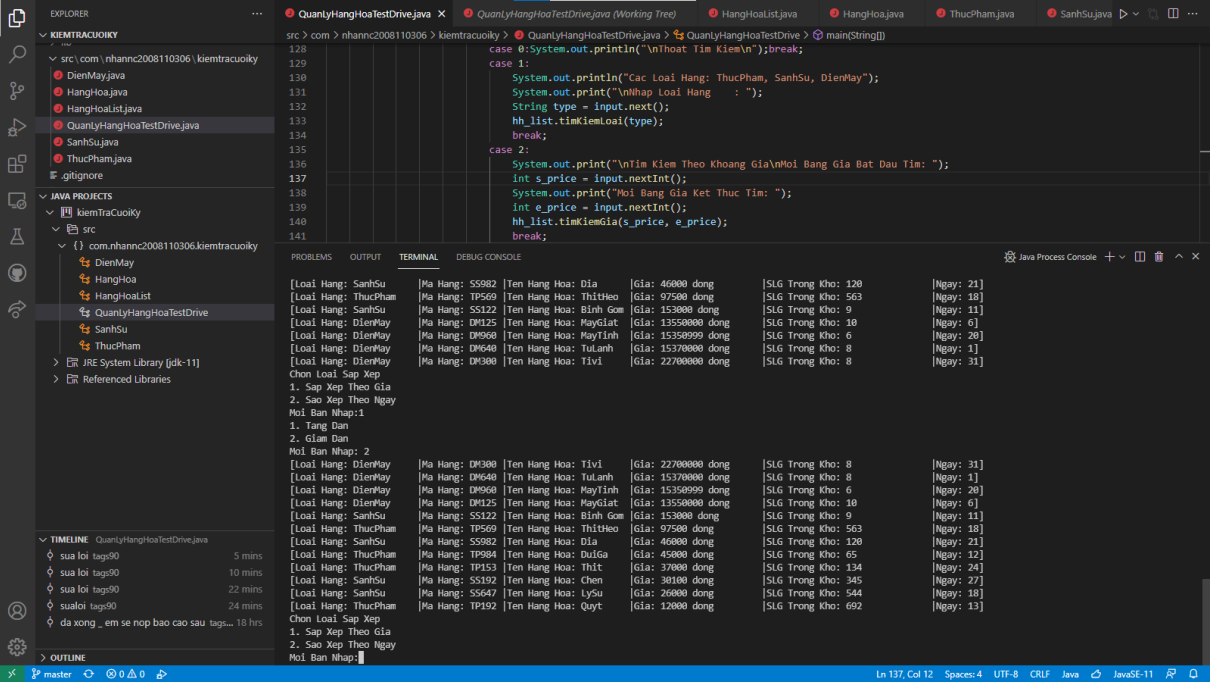 EXPLORER
KIEMTRACUOIKY
lib
src\com\nhannc2008110306\kiemtracuoiky
DienMay.java
HangHoa.java
HangHoaList.java
QuanLyHangHoaTestDrive.java
SanhSu.java
ThucPham.java
.gitignore
JAVA PROJECTS
kiemTraCuoiKy
src
{} com.nhannc2008110306.kiemtracuoiky
DienMay
HangHoa
HangHoaList
QuanLyHangHoaTestDrive
SanhSu
ThucPham
JRE System Library [jdk-11]
Referenced Libraries
TIMELINE QuanLyHangHoaTestDrive.java
sua loi tags90 5 mins
sua loi tags90 10 mins
sua loi tags90 22 mins
sualoi tags90 24 mins
da xong _ em se nop bao cao sau tags... 18 hrs
OUTLINE
QuanLyHangHoaTestDrive.java QuanLyHangHoaTestDrive.java (Working Tree) HangHoaList.java HangHoa.java ThucPham.java SanhSu.java
src > com > nhannc2008110306 > kiemtracuoiky > QuanLyHangHoaTestDrive.java > QuanLyHangHoaTestDrive > main(String[])
128 case 0:System.out.println("\nThoat Tim Kiem\n");break;
129 case 1:
130 System.out.println("Cac Loai Hang: ThucPham, SanhSu, DienMay");
131 System.out.print("\nNhap Loai Hang    : ");
132 String type = input.next();
133 hh_list.timKiemLoai(type);
134 break;
135 case 2:
136 System.out.print("\nTim Kiem Theo Khoang Gia\nMoi Bang Gia Bat Dau Tim: ");
137 int s_price = input.nextInt();
138 System.out.print("Moi Bang Gia Ket Thuc Tim: ");
139 int e_price = input.nextInt();
140 hh_list.timKiemGia(s_price, e_price);
141 break;
PROBLEMS OUTPUT TERMINAL DEBUG CONSOLE Java Process Console
[Loai Hang: SanhSu |Ma Hang: SS982 |Ten Hang Hoa: Dia |Gia: 46000 dong |SLG Trong Kho: 120 |Ngay: 21]
[Loai Hang: ThucPham |Ma Hang: TP569 |Ten Hang Hoa: ThitHeo |Gia: 97500 dong |SLG Trong Kho: 563 |Ngay: 18]
[Loai Hang: SanhSu |Ma Hang: SS122 |Ten Hang Hoa: Binh Gom |Gia: 153000 dong |SLG Trong Kho: 9 |Ngay: 11]
[Loai Hang: DienMay |Ma Hang: DM125 |Ten Hang Hoa: MayGiat |Gia: 13550000 dong |SLG Trong Kho: 10 |Ngay: 6]
[Loai Hang: DienMay |Ma Hang: DM960 |Ten Hang Hoa: MayTinh |Gia: 15350999 dong |SLG Trong Kho: 6 |Ngay: 20]
[Loai Hang: DienMay |Ma Hang: DM640 |Ten Hang Hoa: TuLanh |Gia: 15370000 dong |SLG Trong Kho: 8 |Ngay: 1]
[Loai Hang: DienMay |Ma Hang: DM300 |Ten Hang Hoa: Tivi |Gia: 22700000 dong |SLG Trong Kho: 8 |Ngay: 31]
Chon Loai Sap Xep
1. Sap Xep Theo Gia
2. Sao Xep Theo Ngay
Moi Ban Nhap:1
1. Tang Dan
2. Giam Dan
Moi Ban Nhap: 2
[Loai Hang: DienMay |Ma Hang: DM300 |Ten Hang Hoa: Tivi |Gia: 22700000 dong |SLG Trong Kho: 8 |Ngay: 31]
[Loai Hang: DienMay |Ma Hang: DM640 |Ten Hang Hoa: TuLanh |Gia: 15370000 dong |SLG Trong Kho: 8 |Ngay: 1]
[Loai Hang: DienMay |Ma Hang: DM960 |Ten Hang Hoa: MayTinh |Gia: 15350999 dong |SLG Trong Kho: 6 |Ngay: 20]
[Loai Hang: DienMay |Ma Hang: DM125 |Ten Hang Hoa: MayGiat |Gia: 13550000 dong |SLG Trong Kho: 10 |Ngay: 6]
[Loai Hang: SanhSu |Ma Hang: SS122 |Ten Hang Hoa: Binh Gom |Gia: 153000 dong |SLG Trong Kho: 9 |Ngay: 11]
[Loai Hang: ThucPham |Ma Hang: TP569 |Ten Hang Hoa: ThitHeo |Gia: 97500 dong |SLG Trong Kho: 563 |Ngay: 18]
[Loai Hang: SanhSu |Ma Hang: SS982 |Ten Hang Hoa: Dia |Gia: 46000 dong |SLG Trong Kho: 120 |Ngay: 21]
[Loai Hang: ThucPham |Ma Hang: TP984 |Ten Hang Hoa: DuiGa |Gia: 45000 dong |SLG Trong Kho: 65 |Ngay: 12]
[Loai Hang: ThucPham |Ma Hang: TP153 |Ten Hang Hoa: Thit |Gia: 37000 dong |SLG Trong Kho: 134 |Ngay: 24]
[Loai Hang: SanhSu |Ma Hang: SS192 |Ten Hang Hoa: Chen |Gia: 30100 dong |SLG Trong Kho: 345 |Ngay: 27]
[Loai Hang: SanhSu |Ma Hang: SS647 |Ten Hang Hoa: LySu |Gia: 26000 dong |SLG Trong Kho: 544 |Ngay: 18]
[Loai Hang: ThucPham |Ma Hang: TP192 |Ten Hang Hoa: Quyt |Gia: 12000 dong |SLG Trong Kho: 692 |Ngay: 13]
Chon Loai Sap Xep
1. Sap Xep Theo Gia
2. Sao Xep Theo Ngay
Moi Ban Nhap:
master 0 0 Ln 137, Col 12 Spaces: 4 UTF-8 CRLF Java JavaSE-11